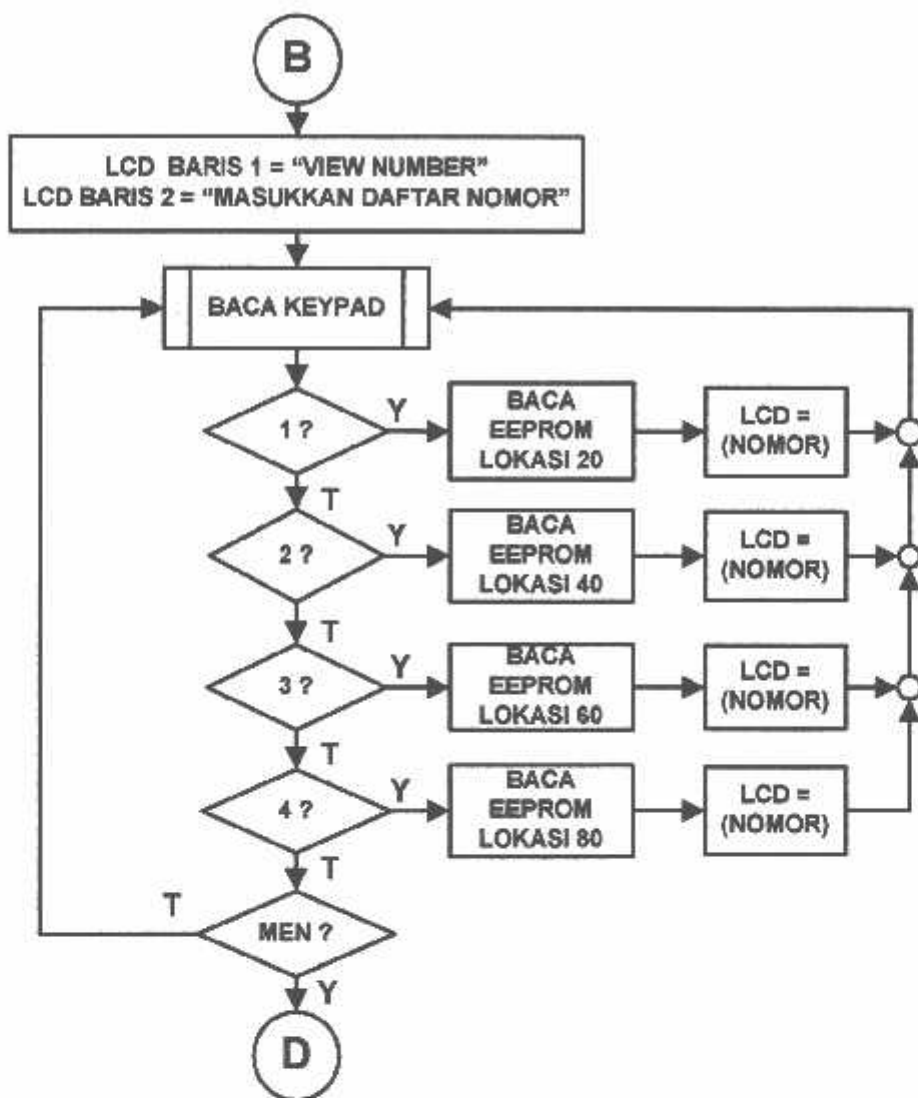 B
LCD BARIS 1 = “VIEW NUMBER”
LCD BARIS 2 = “MASUKKAN DAFTAR NOMOR”
BACA KEYPAD
1 ?
Y
BACA
EEPROM
LOKASI 20
LCD =
(NOMOR)
T
2 ?
Y
BACA
EEPROM
LOKASI 40
LCD =
(NOMOR)
T
3 ?
Y
BACA
EEPROM
LOKASI 60
LCD =
(NOMOR)
T
4 ?
Y
BACA
EEPROM
LOKASI 80
LCD =
(NOMOR)
T
T
MEN ?
Y
D